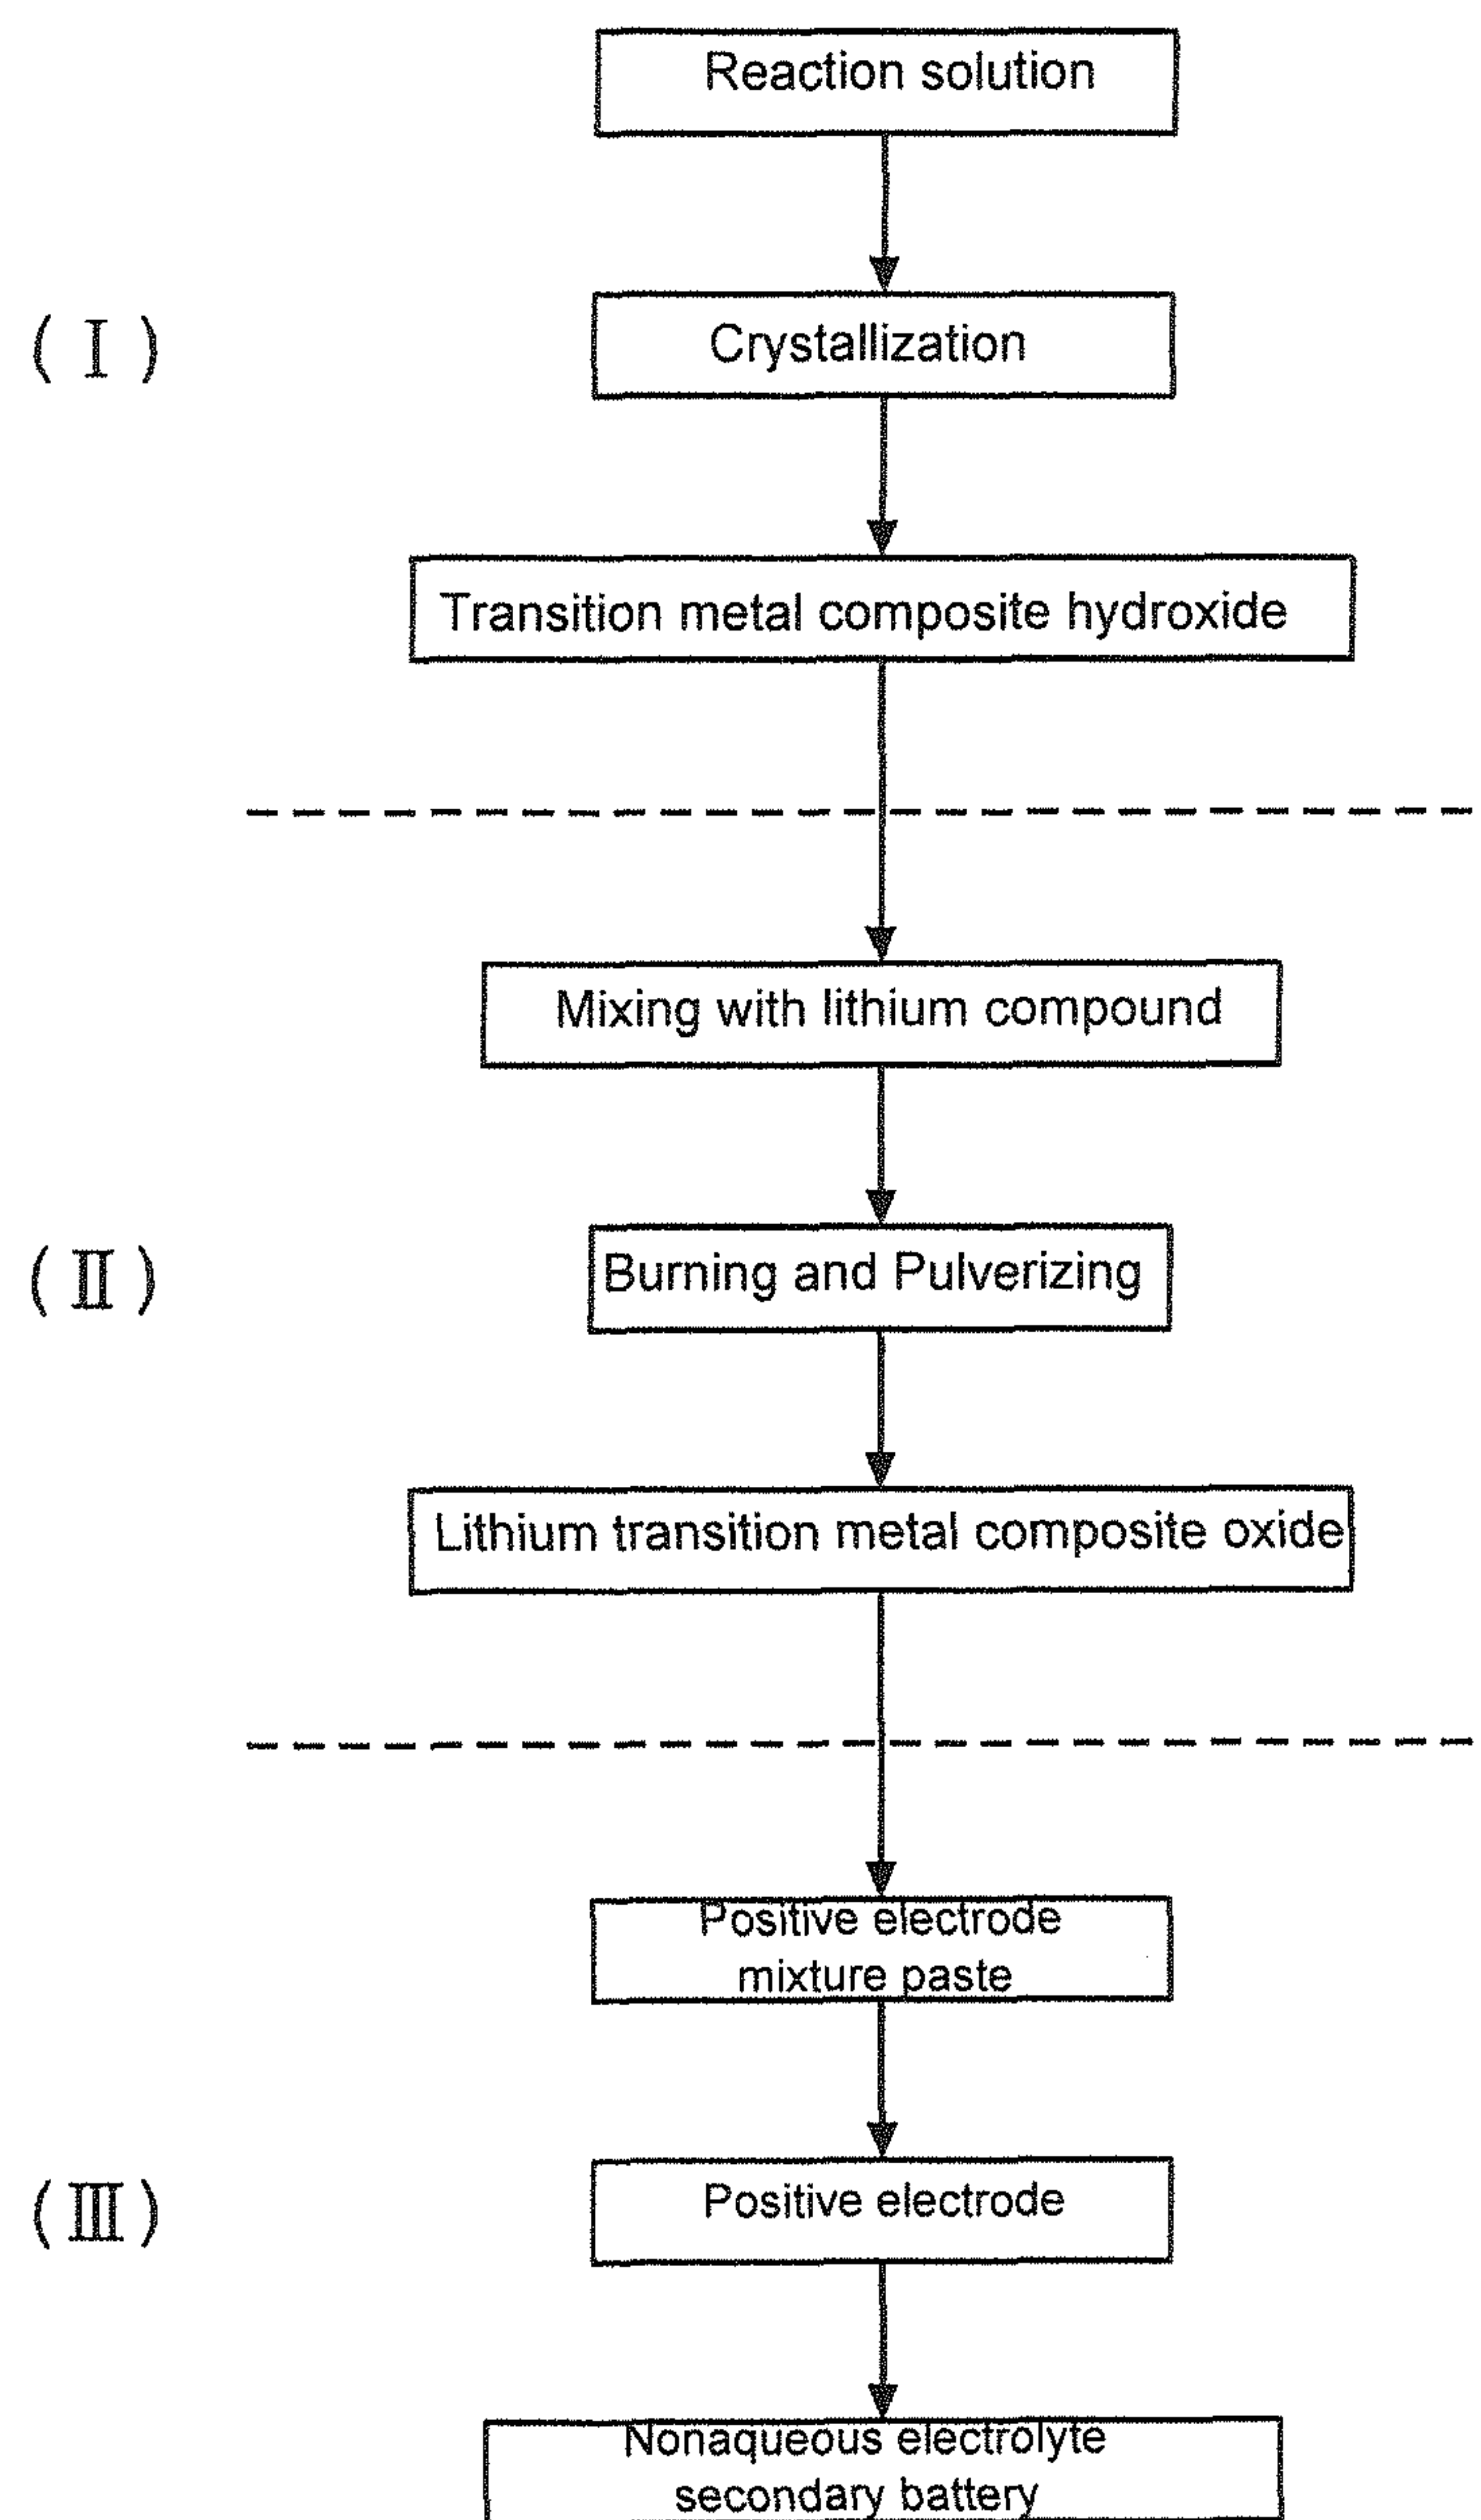 Reaction solution
( Ⅰ )
Crystallization
Transition metal composite hydroxide
Mixing with lithium compound
( Ⅱ )
Burning and Pulverizing
Lithium transition metal composite oxide
Positive electrode
mixture paste
( Ⅲ )
Positive electrode
Nonaqueous electrolyte
secondary battery